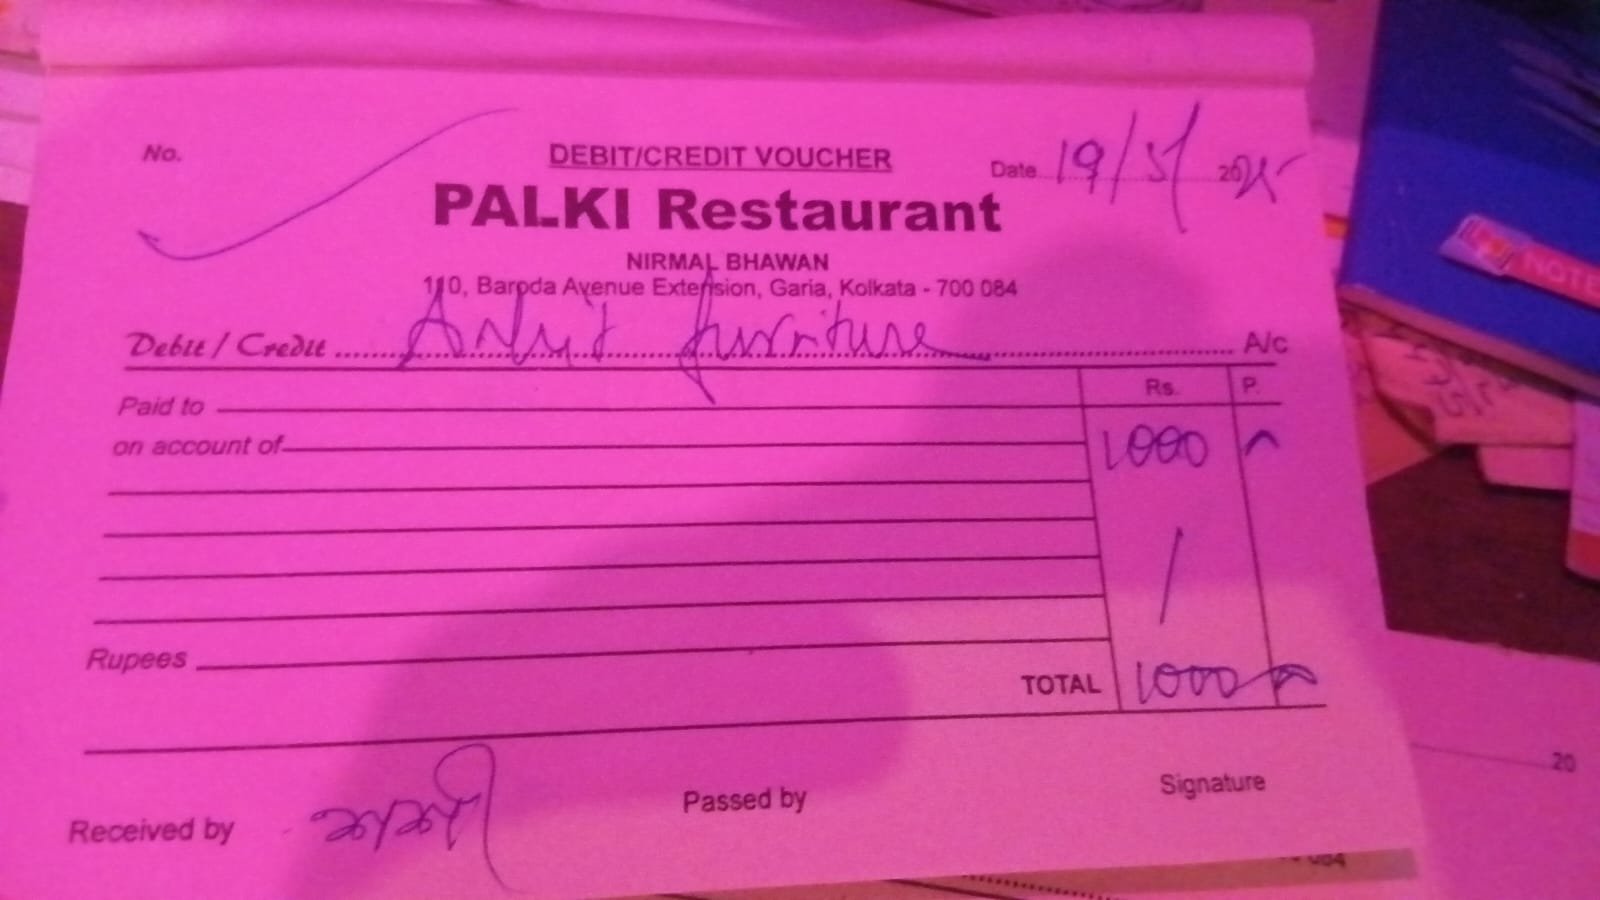 No.
DEBIT/CREDIT VOUCHER
Date 19/5/ 2025
PALKI Restaurant
NIRMAL BHAWAN
110, Baroda Avenue Extension, Garia, Kolkata - 700 084
Debit / Credit Ankit furniture A/c
Rs. P.
Paid to
on account of 1000
Rupees
TOTAL 1000
Received by Passed by Signature
NOTE
20
084